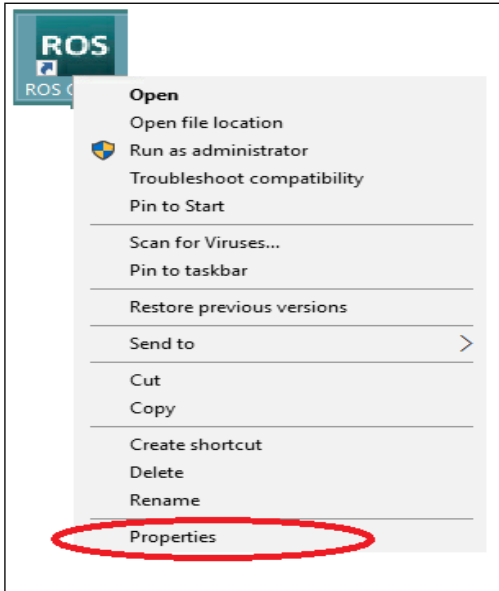 ROS
ROS
Open
Open file location
Run as administrator
Troubleshoot compatibility
Pin to Start
Scan for Viruses...
Pin to taskbar
Restore previous versions
Send to
Cut
Copy
Create shortcut
Delete
Rename
Properties